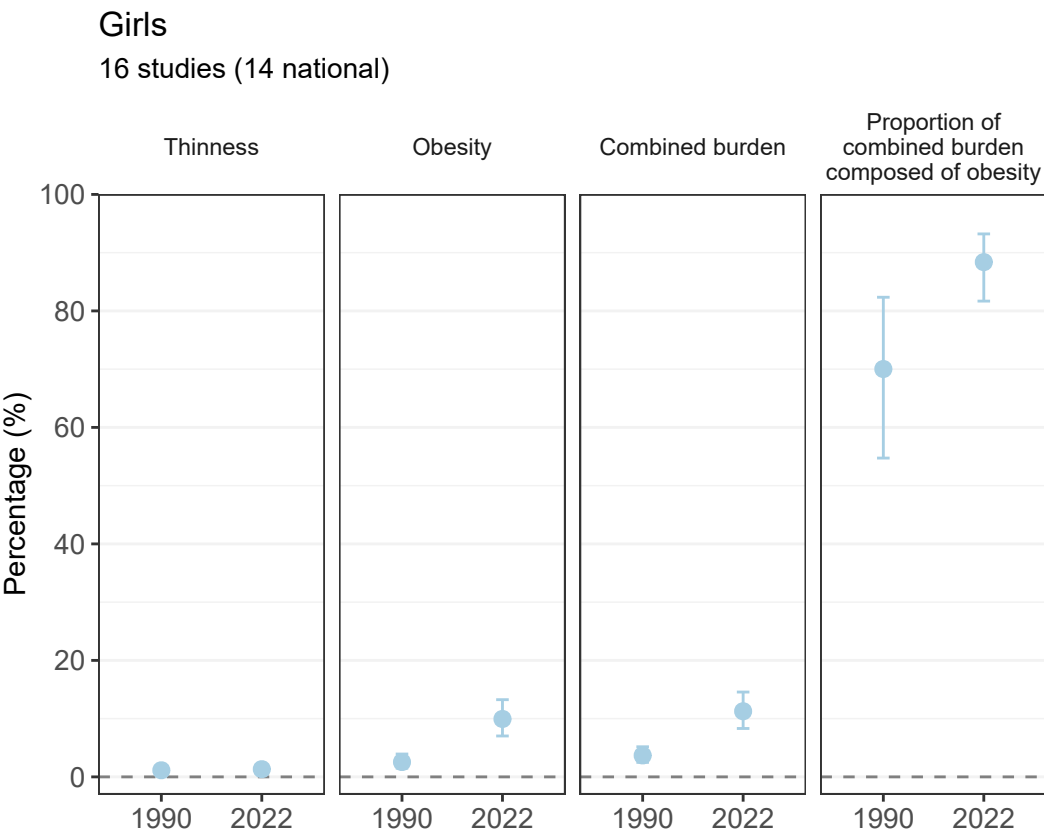 Girls
16 studies (14 national)
Thinness
Obesity
Combined burden
Proportion of
combined burden
composed of obesity
Percentage (%)
100
80
60
40
20
0
1990 2022
1990 2022
1990 2022
1990 2022